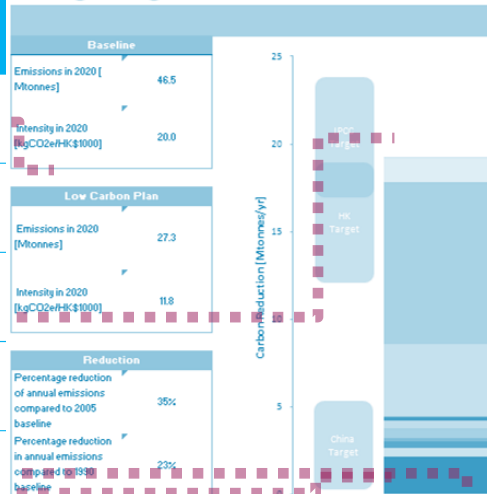 Baseline
Emissions in 2020 [
Mtonnes]
46.5
Intensity in 2020
[kgCO2e/HK$1000]
20.0
Low Carbon Plan
Emissions in 2020
[Mtonnes]
27.3
Intensity in 2020
[kgCO2e/HK$1000]
11.8
Reduction
Percentage reduction
of annual emissions
compared to 2005
baseline
35%
Percentage reduction
in annual emissions
compared to 1990
baseline
23%
Carbon Reduction [Mtonnes/yr]
25
20
15
10
5
0
IPCC
Target
HK
Target
China
Target